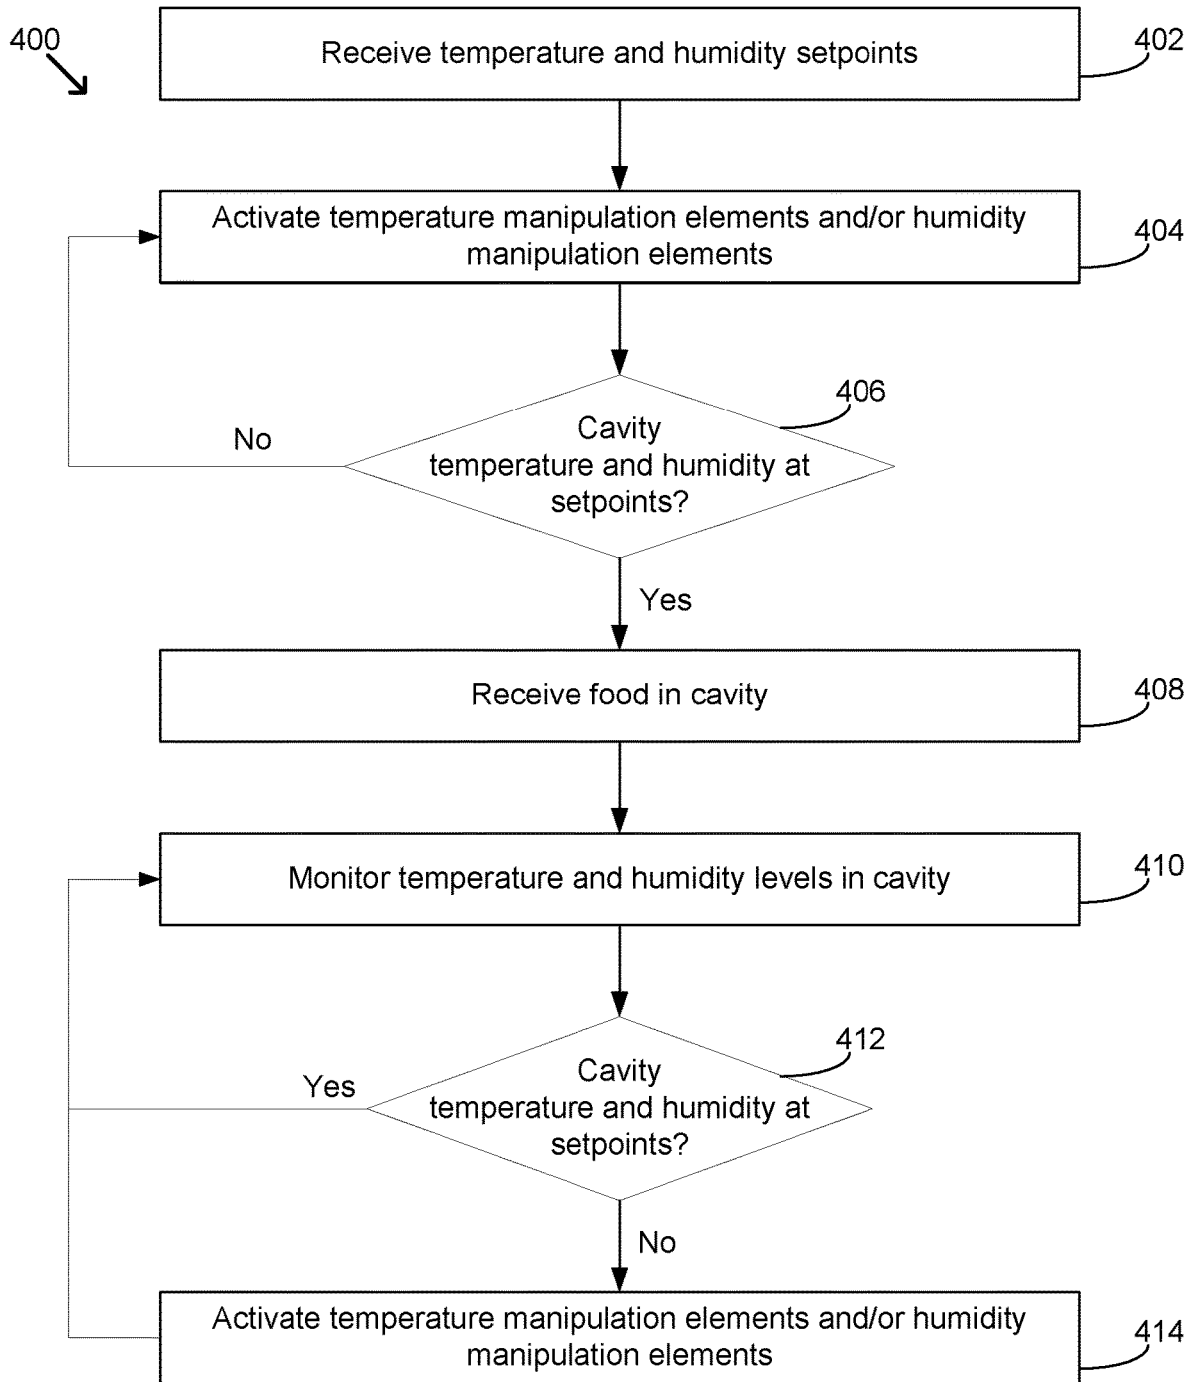 400
Receive temperature and humidity setpoints
402
Activate temperature manipulation elements and/or humidity
manipulation elements
404
406
Cavity
temperature and humidity at
setpoints?
No
Yes
Receive food in cavity
408
Monitor temperature and humidity levels in cavity
410
412
Cavity
temperature and humidity at
setpoints?
Yes
No
Activate temperature manipulation elements and/or humidity
manipulation elements
414